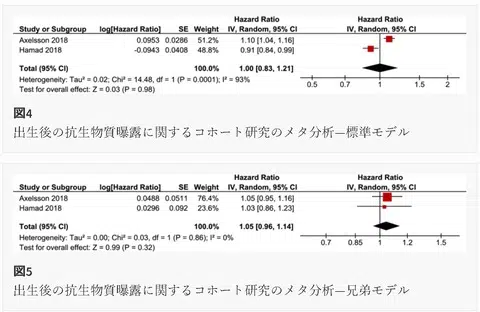 Hazard Ratio Hazard Ratio
Study or Subgroup log[Hazard Ratio] SE Weight IV, Random, 95% CI IV, Random, 95% CI
Axelsson 2018 0.0953 0.0286 51.2% 1.10 [1.04, 1.16]
Hamad 2018 -0.0943 0.0408 48.8% 0.91 [0.84, 0.99]
Total (95% CI) 100.0% 1.00 [0.83, 1.21]
Heterogeneity: Tau² = 0.02; Chi² = 14.48, df = 1 (P = 0.0001); I² = 93%
Test for overall effect: Z = 0.03 (P = 0.98)
0.5 0.7 1 1.5 2
図4
出生後の抗生物質曝露に関するコホート研究のメタ分析—標準モデル
Hazard Ratio Hazard Ratio
Study or Subgroup log[Hazard Ratio] SE Weight IV, Random, 95% CI IV, Random, 95% CI
Axelsson 2018 0.0488 0.0511 76.4% 1.05 [0.95, 1.16]
Hamad 2018 0.0296 0.092 23.6% 1.03 [0.86, 1.23]
Total (95% CI) 100.0% 1.05 [0.96, 1.14]
Heterogeneity: Tau² = 0.00; Chi² = 0.03, df = 1 (P = 0.86); I² = 0%
Test for overall effect: Z = 0.99 (P = 0.32)
0.7 0.85 1 1.2 1.5
図5
出生後の抗生物質曝露に関するコホート研究のメタ分析—兄弟モデル